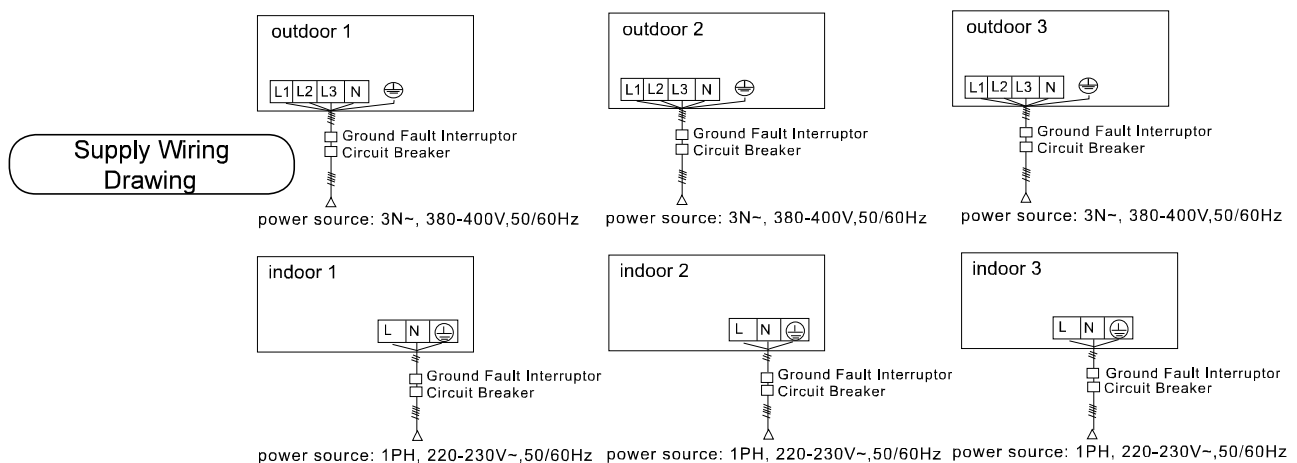 outdoor 1
L1 L2 L3 N
Ground Fault Interruptor
Circuit Breaker
power source: 3N~, 380-400V,50/60Hz
outdoor 2
L1 L2 L3 N
Ground Fault Interruptor
Circuit Breaker
power source: 3N~, 380-400V,50/60Hz
outdoor 3
L1 L2 L3 N
Ground Fault Interruptor
Circuit Breaker
power source: 3N~, 380-400V,50/60Hz
Supply Wiring
Drawing
indoor 1
L N
Ground Fault Interruptor
Circuit Breaker
power source: 1PH, 220-230V~,50/60Hz
indoor 2
L N
Ground Fault Interruptor
Circuit Breaker
power source: 1PH, 220-230V~,50/60Hz
indoor 3
L N
Ground Fault Interruptor
Circuit Breaker
power source: 1PH, 220-230V~,50/60Hz